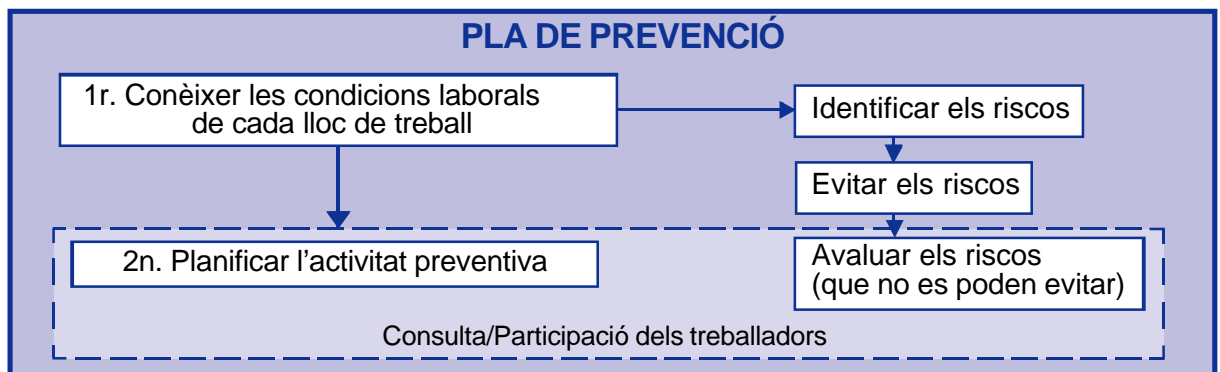 PLA DE PREVENCIÓ
1r. Conèixer les condicions laborals
de cada lloc de treball
Identificar els riscos
Evitar els riscos
2n. Planificar l’activitat preventiva
Avaluar els riscos
(que no es poden evitar)
Consulta/Participació dels treballadors